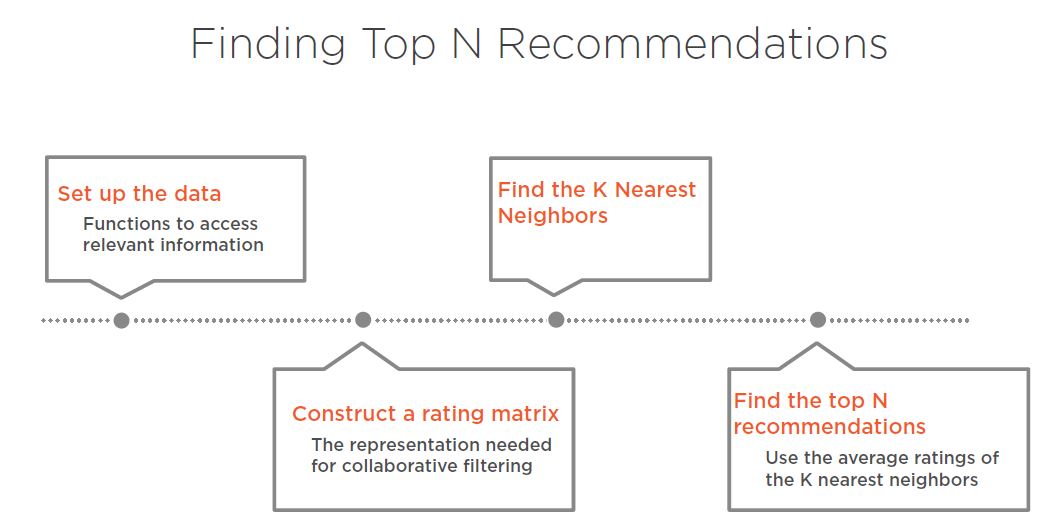 Finding Top N Recommendations
Set up the data
Functions to access
relevant information
Construct a rating matrix
The representation needed
for collaborative filtering
Find the K Nearest
Neighbors
Find the top N
recommendations
Use the average ratings of
the K nearest neighbors